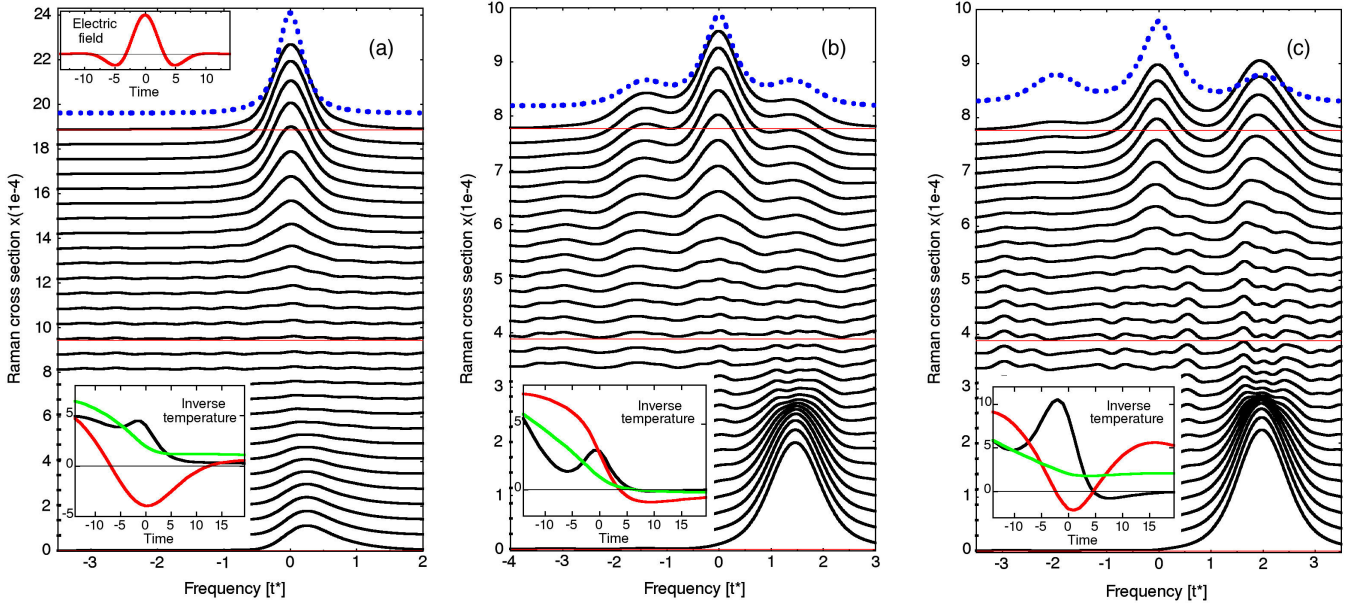 Raman cross section x(1e-4)
24
22
20
18
16
14
12
10
8
6
4
2
0
Electric
field
-10 -5 0 5 10
Time
(a)
Inverse
temperature
5
0
-5
-10 -5 0 5 10 15
Time
-3 -2 -1 0 1 2
Frequency [t*]
Raman cross section x(1e-4)
10
9
8
7
6
5
4
3
3
2
1
0
(b)
Inverse
temperature
5
0
-10 -5 0 5 10 15
Time
-4 -3 -2 -1 0 1 2 3
Frequency [t*]
Raman cross section x(1e-4)
10
9
8
7
6
5
4
3
3
2
1
0
(c)
Inverse
temperature
10
5
0
-10 -5 0 5 10 15
Time
-3 -2 -1 0 1 2 3
Frequency [t*]